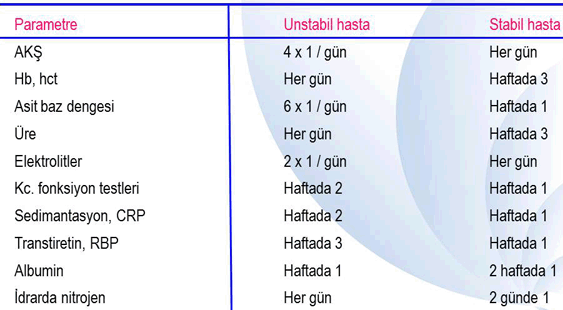 Parametre Unstabil hasta Stabil hasta
AKŞ 4 x 1 / gün Her gün
Hb, hct Her gün Haftada 3
Asit baz dengesi 6 x 1 / gün Haftada 1
Üre Her gün Haftada 3
Elektrolitler 2 x 1 / gün Her gün
Kc. fonksiyon testleri Haftada 2 Haftada 1
Sedimantasyon, CRP Haftada 2 Haftada 1
Transtiretin, RBP Haftada 3 Haftada 1
Albumin Haftada 1 2 haftada 1
İdrarda nitrojen Her gün 2 günde 1